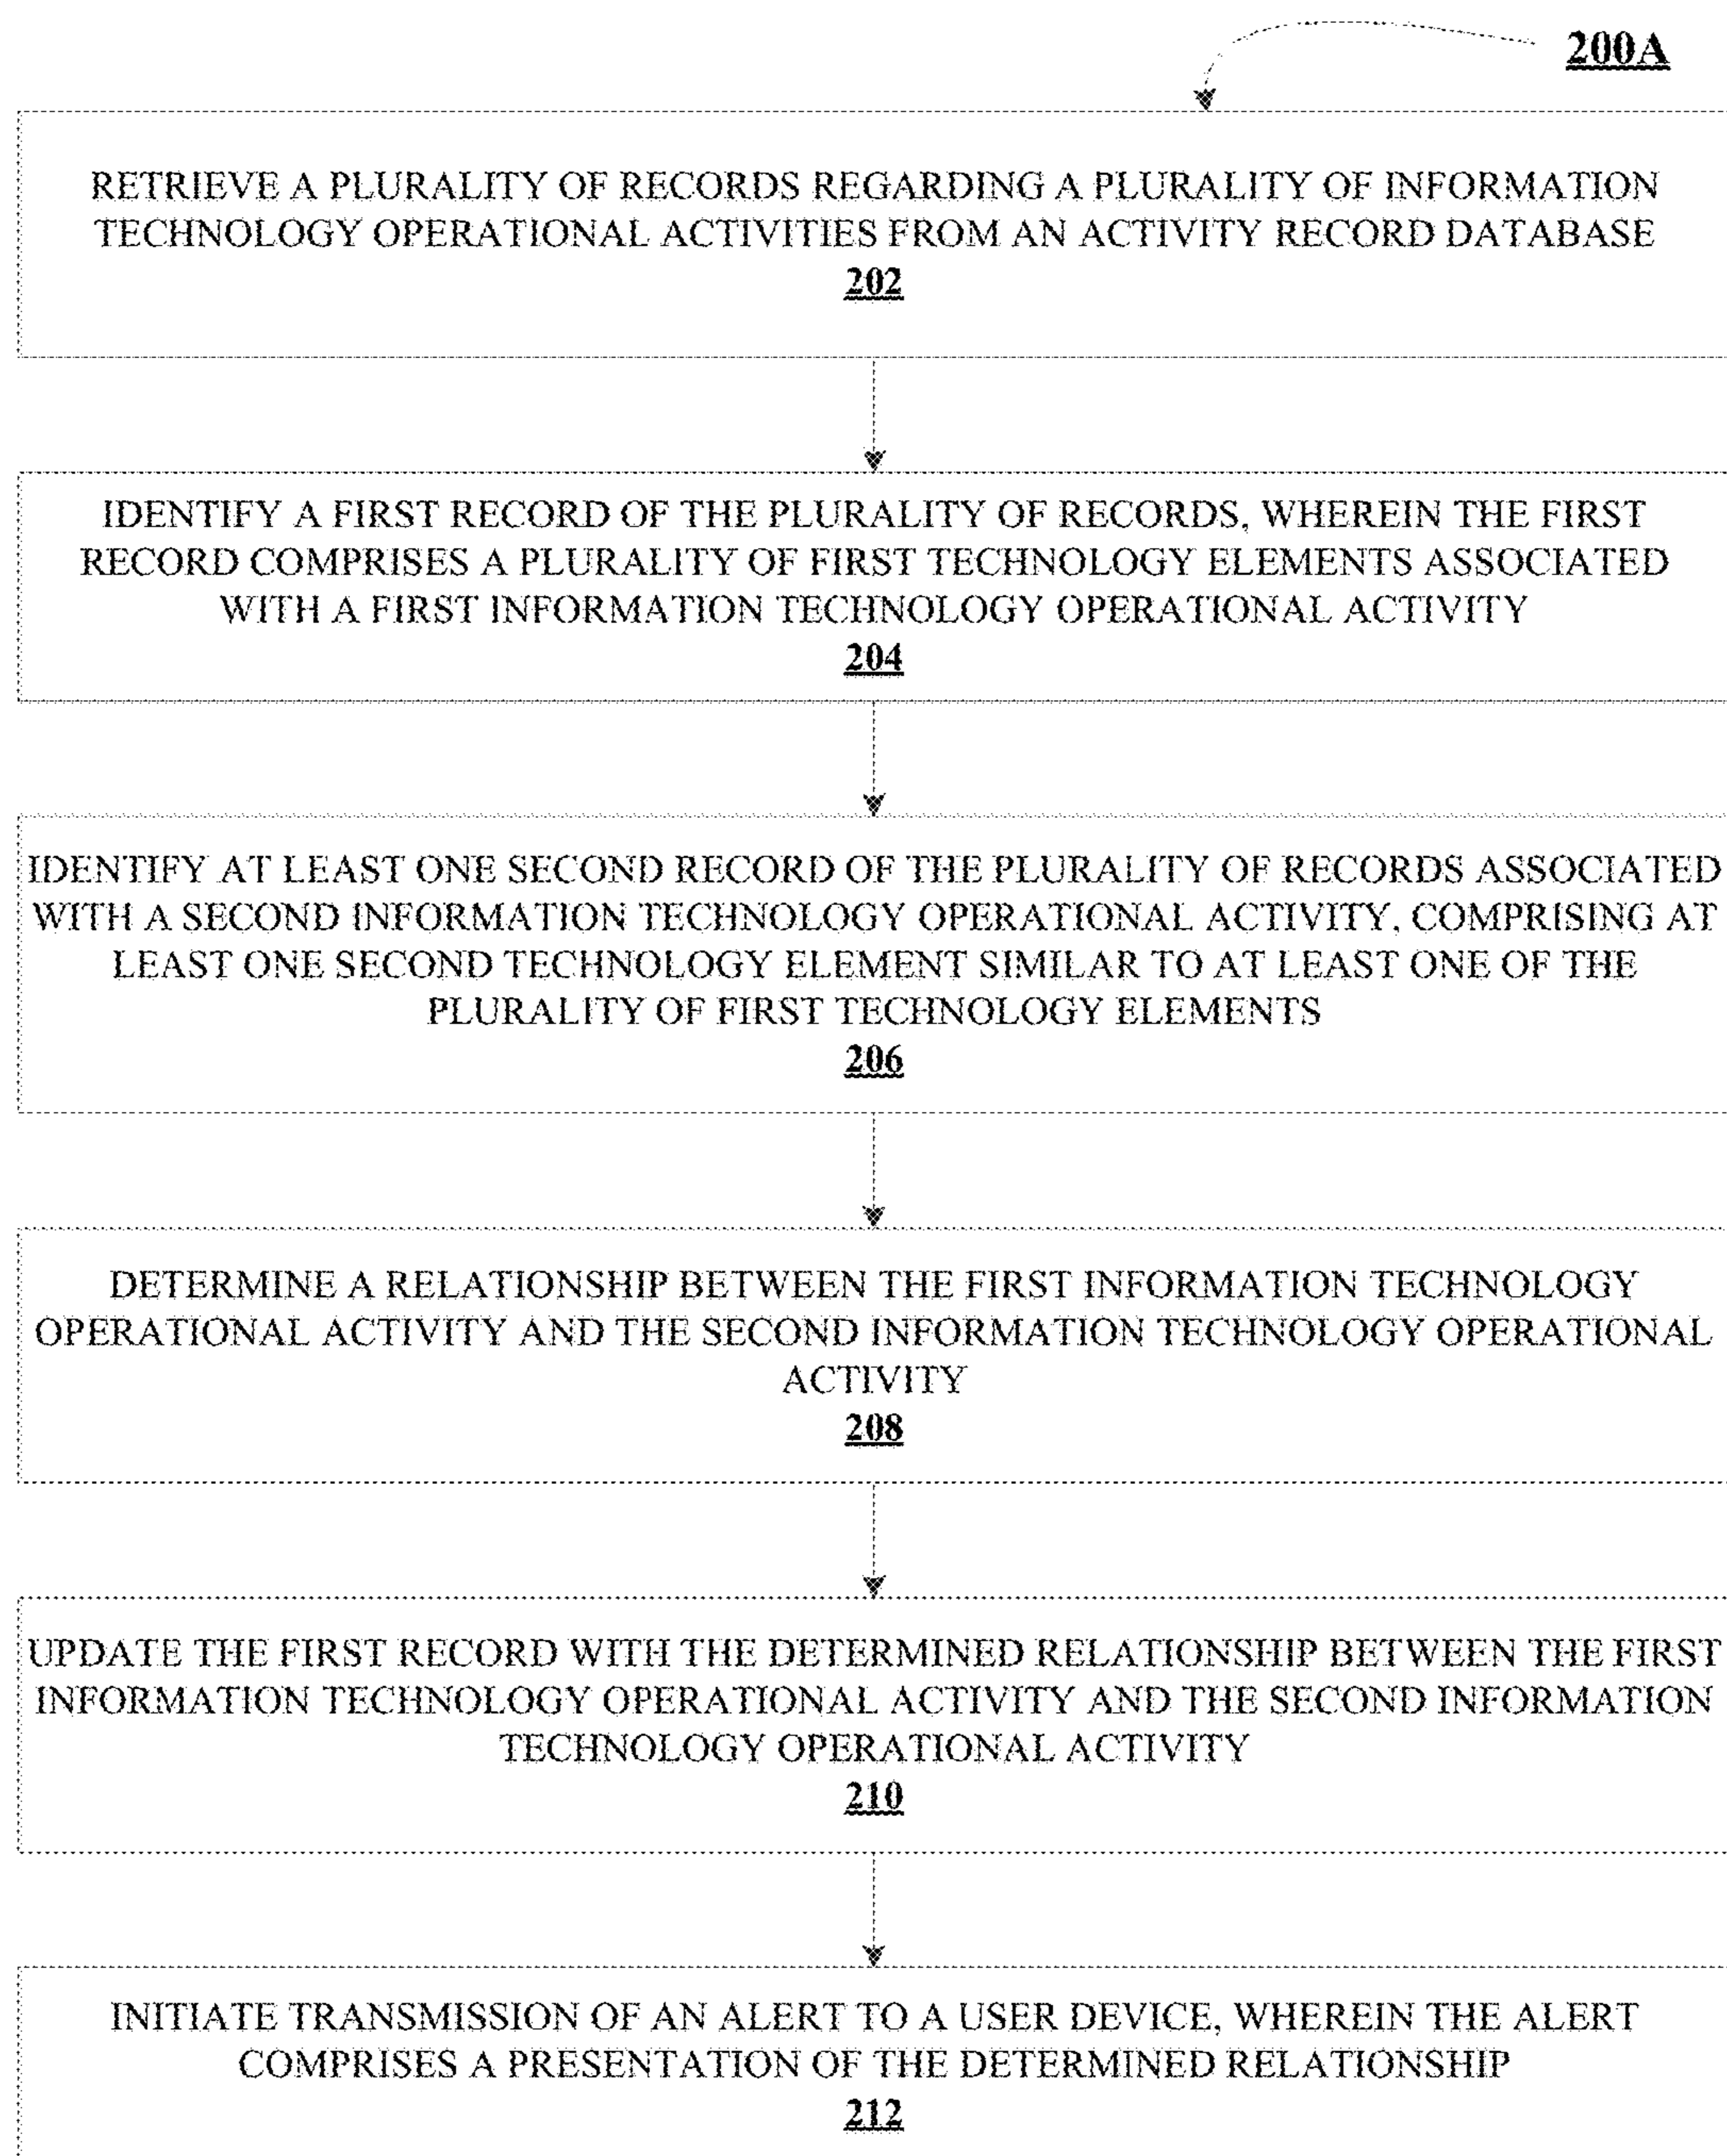 200A
RETRIEVE A PLURALITY OF RECORDS REGARDING A PLURALITY OF INFORMATION
TECHNOLOGY OPERATIONAL ACTIVITIES FROM AN ACTIVITY RECORD DATABASE
202
IDENTIFY A FIRST RECORD OF THE PLURALITY OF RECORDS, WHEREIN THE FIRST
RECORD COMPRISES A PLURALITY OF FIRST TECHNOLOGY ELEMENTS ASSOCIATED
WITH A FIRST INFORMATION TECHNOLOGY OPERATIONAL ACTIVITY
204
IDENTIFY AT LEAST ONE SECOND RECORD OF THE PLURALITY OF RECORDS ASSOCIATED
WITH A SECOND INFORMATION TECHNOLOGY OPERATIONAL ACTIVITY, COMPRISING AT
LEAST ONE SECOND TECHNOLOGY ELEMENT SIMILAR TO AT LEAST ONE OF THE
PLURALITY OF FIRST TECHNOLOGY ELEMENTS
206
DETERMINE A RELATIONSHIP BETWEEN THE FIRST INFORMATION TECHNOLOGY
OPERATIONAL ACTIVITY AND THE SECOND INFORMATION TECHNOLOGY OPERATIONAL
ACTIVITY
208
UPDATE THE FIRST RECORD WITH THE DETERMINED RELATIONSHIP BETWEEN THE FIRST
INFORMATION TECHNOLOGY OPERATIONAL ACTIVITY AND THE SECOND INFORMATION
TECHNOLOGY OPERATIONAL ACTIVITY
210
INITIATE TRANSMISSION OF AN ALERT TO A USER DEVICE, WHEREIN THE ALERT
COMPRISES A PRESENTATION OF THE DETERMINED RELATIONSHIP
212